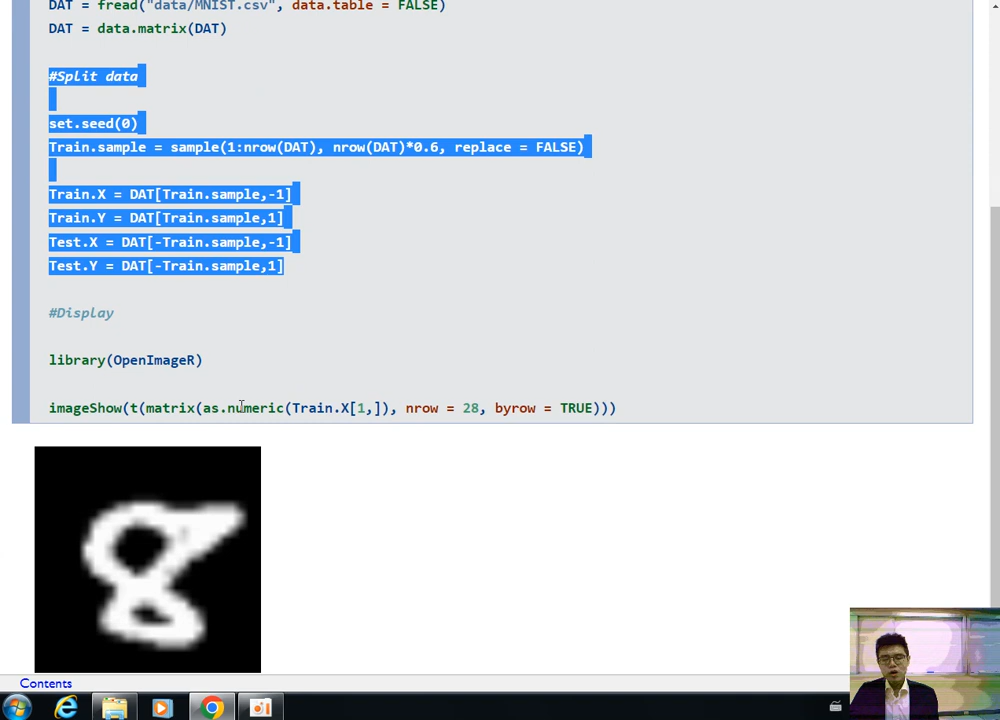 DAT = fread("data/MNIST.csv", data.table = FALSE)
DAT = data.matrix(DAT)
#Split data
set.seed(0)
Train.sample = sample(1:nrow(DAT), nrow(DAT)*0.6, replace = FALSE)
Train.X = DAT[Train.sample,-1]
Train.Y = DAT[Train.sample,1]
Test.X = DAT[-Train.sample,-1]
Test.Y = DAT[-Train.sample,1]
#Display
library(OpenImageR)
imageShow(t(matrix(as.numeric(Train.X[1,]), nrow = 28, byrow = TRUE)))
8
Contents